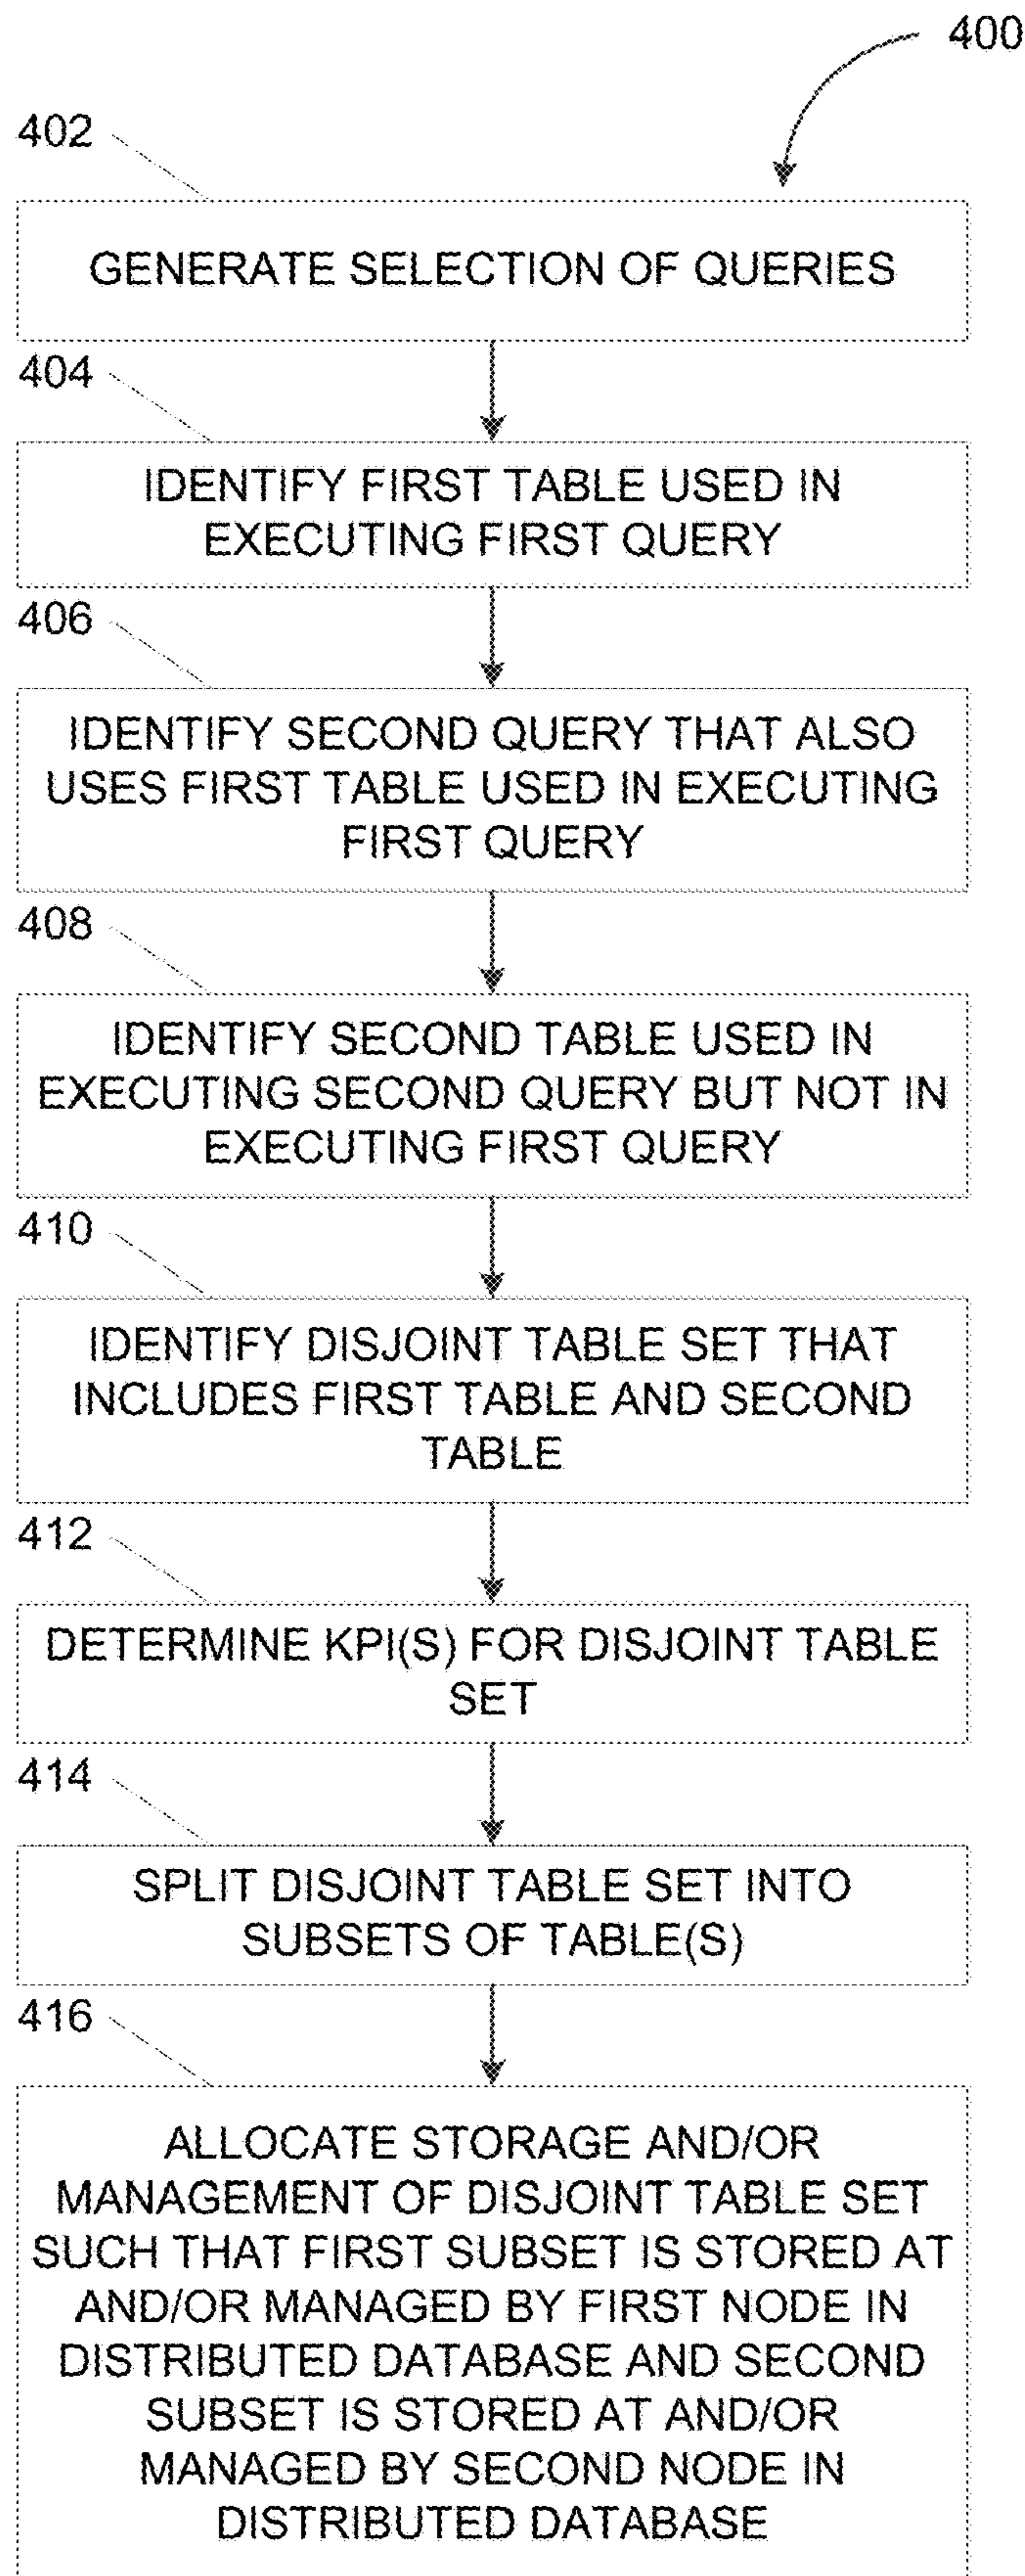 400
402
GENERATE SELECTION OF QUERIES
404
IDENTIFY FIRST TABLE USED IN
EXECUTING FIRST QUERY
406
IDENTIFY SECOND QUERY THAT ALSO
USES FIRST TABLE USED IN EXECUTING
FIRST QUERY
408
IDENTIFY SECOND TABLE USED IN
EXECUTING SECOND QUERY BUT NOT IN
EXECUTING FIRST QUERY
410
IDENTIFY DISJOINT TABLE SET THAT
INCLUDES FIRST TABLE AND SECOND
TABLE
412
DETERMINE KPI(S) FOR DISJOINT TABLE
SET
414
SPLIT DISJOINT TABLE SET INTO
SUBSETS OF TABLE(S)
416
ALLOCATE STORAGE AND/OR
MANAGEMENT OF DISJOINT TABLE SET
SUCH THAT FIRST SUBSET IS STORED AT
AND/OR MANAGED BY FIRST NODE IN
DISTRIBUTED DATABASE AND SECOND
SUBSET IS STORED AT AND/OR
MANAGED BY SECOND NODE IN
DISTRIBUTED DATABASE